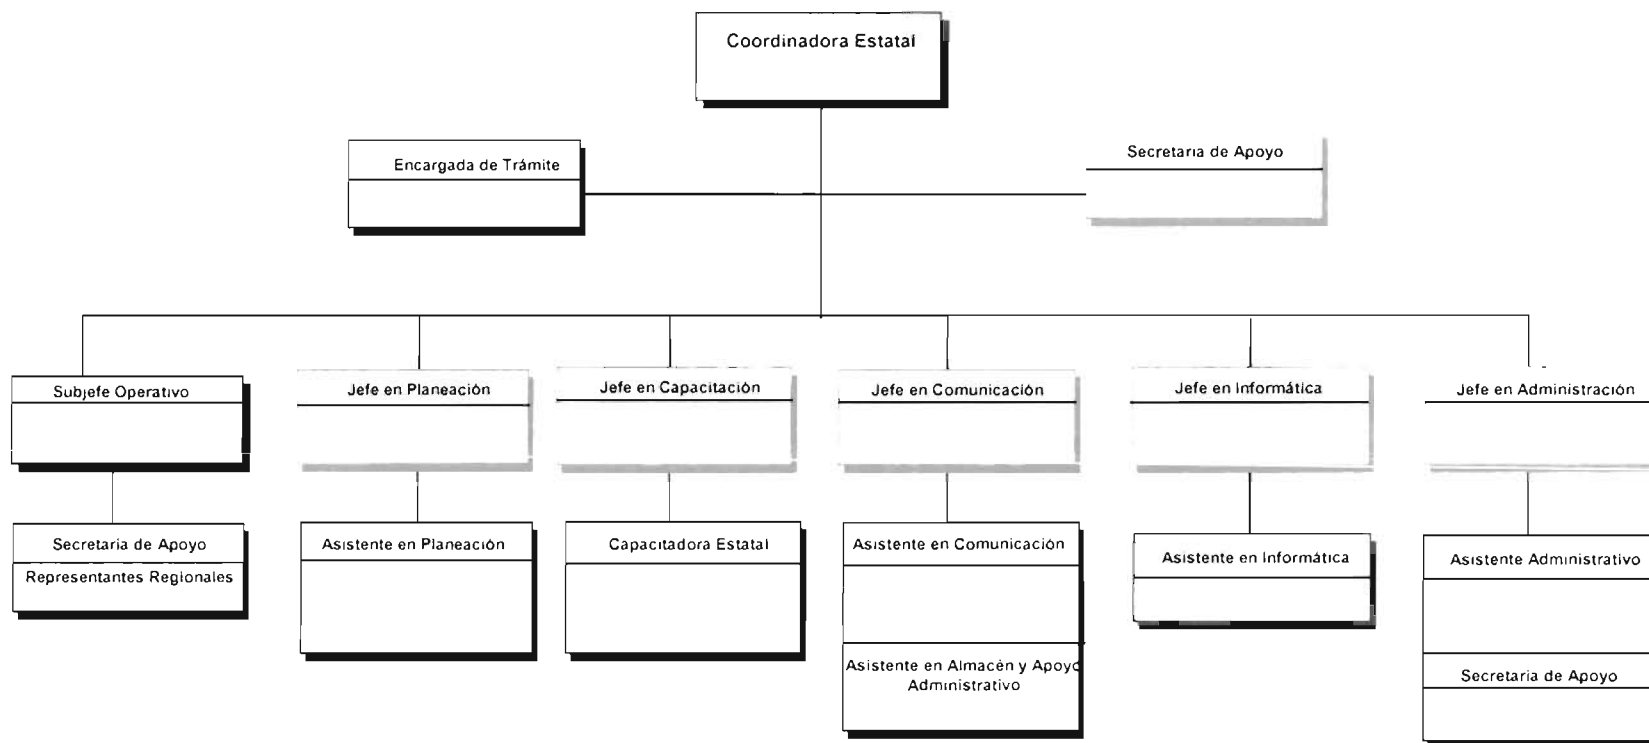 Coordinadora Estatal
Encargada de Trámite
Secretaria de Apoyo
Subjefe Operativo
Jefe en Planeación
Jefe en Capacitación
Jefe en Comunicación
Jefe en Informática
Jefe en Administración
Secretaria de Apoyo
Representantes Regionales
Asistente en Planeación
Capacitadora Estatal
Asistente en Comunicación
Asistente en Almacén y Apoyo
Administrativo
Asistente en Informática
Asistente Administrativo
Secretaria de Apoyo